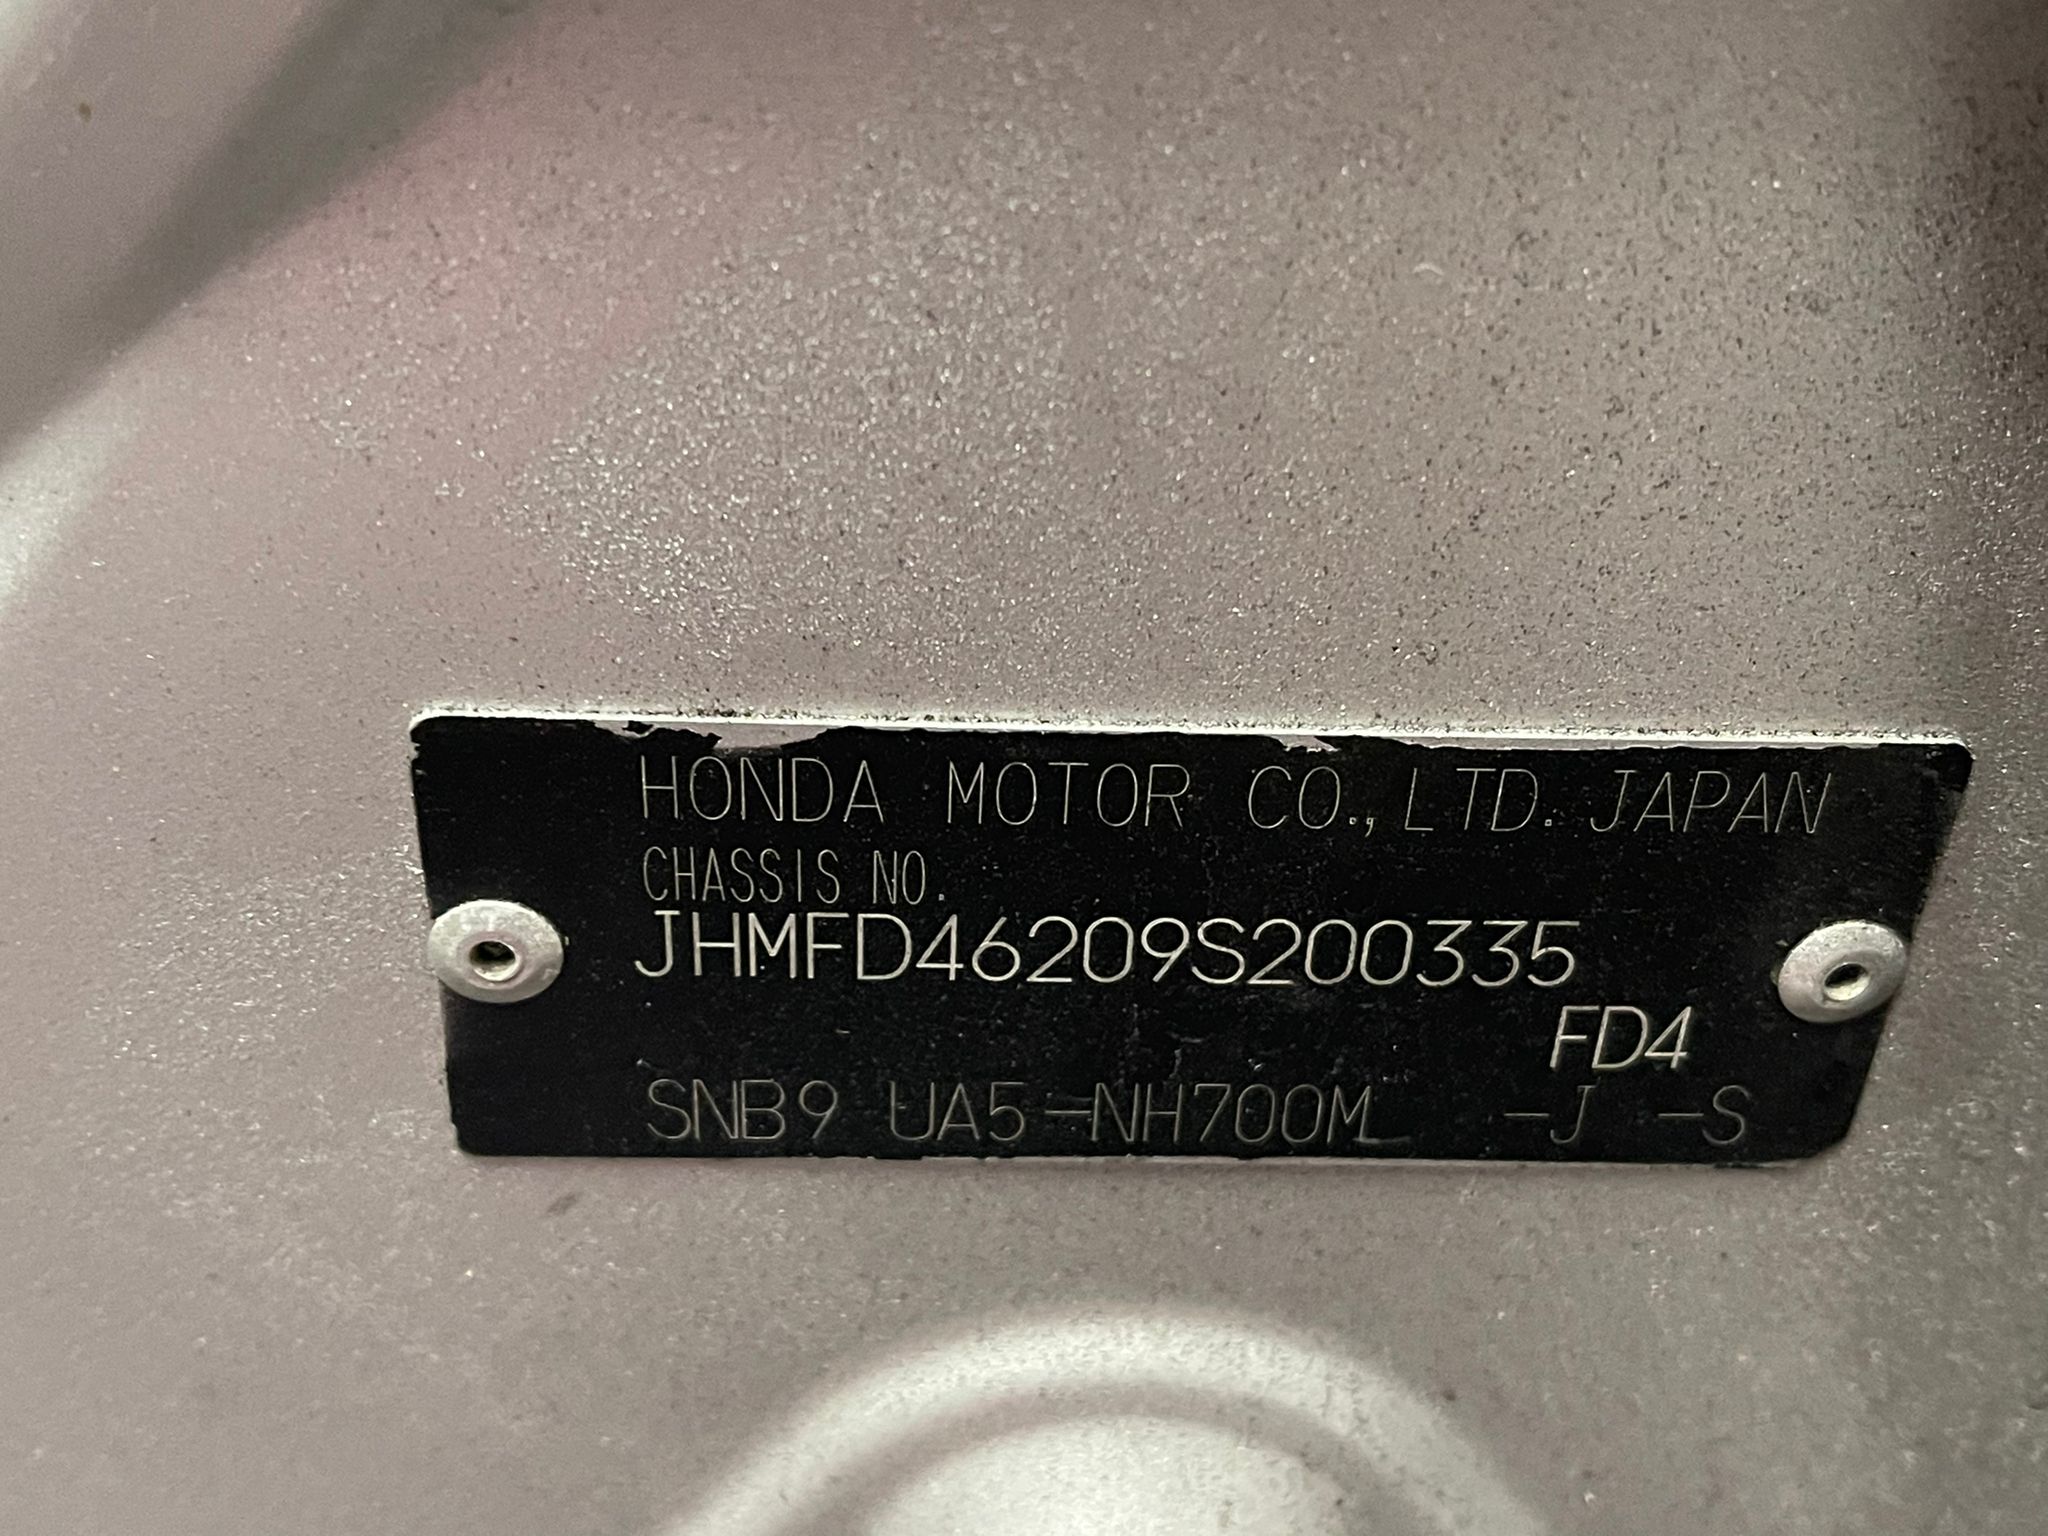 HONDA MOTOR CO., LTD. JAPAN
CHASSIS NO.
JHMFD46209S200335
FD4
SNB9 UA5-NH700M -J -S